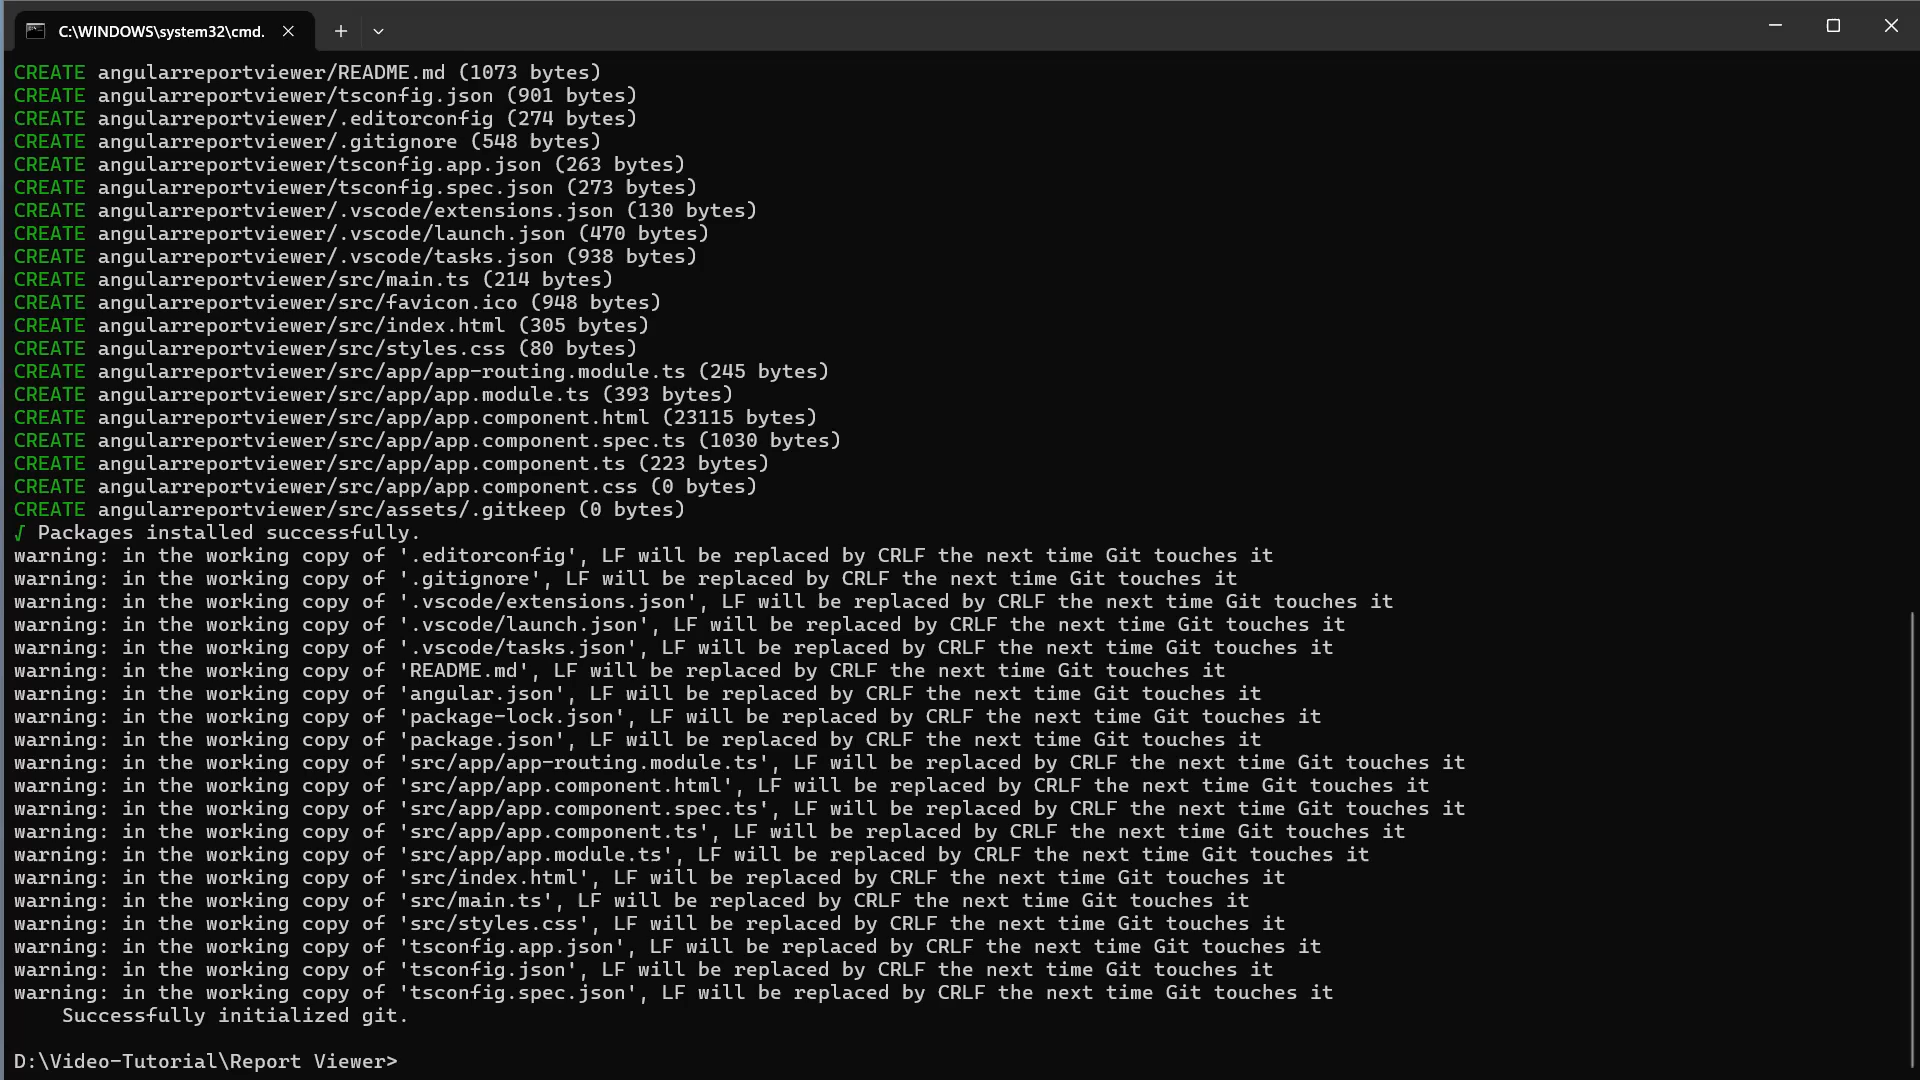 C:\WINDOWS\system32\cmd.
CREATE angularreportviewer/README.md (1073 bytes)
CREATE angularreportviewer/tsconfig.json (901 bytes)
CREATE angularreportviewer/.editorconfig (274 bytes)
CREATE angularreportviewer/.gitignore (548 bytes)
CREATE angularreportviewer/tsconfig.app.json (263 bytes)
CREATE angularreportviewer/tsconfig.spec.json (273 bytes)
CREATE angularreportviewer/.vscode/extensions.json (130 bytes)
CREATE angularreportviewer/.vscode/launch.json (470 bytes)
CREATE angularreportviewer/.vscode/tasks.json (938 bytes)
CREATE angularreportviewer/src/main.ts (214 bytes)
CREATE angularreportviewer/src/favicon.ico (948 bytes)
CREATE angularreportviewer/src/index.html (305 bytes)
CREATE angularreportviewer/src/styles.css (80 bytes)
CREATE angularreportviewer/src/app/app-routing.module.ts (245 bytes)
CREATE angularreportviewer/src/app/app.module.ts (393 bytes)
CREATE angularreportviewer/src/app/app.component.html (23115 bytes)
CREATE angularreportviewer/src/app/app.component.spec.ts (1030 bytes)
CREATE angularreportviewer/src/app/app.component.ts (223 bytes)
CREATE angularreportviewer/src/app/app.component.css (0 bytes)
CREATE angularreportviewer/src/assets/.gitkeep (0 bytes)
√ Packages installed successfully.
warning: in the working copy of '.editorconfig', LF will be replaced by CRLF the next time Git touches it
warning: in the working copy of '.gitignore', LF will be replaced by CRLF the next time Git touches it
warning: in the working copy of '.vscode/extensions.json', LF will be replaced by CRLF the next time Git touches it
warning: in the working copy of '.vscode/launch.json', LF will be replaced by CRLF the next time Git touches it
warning: in the working copy of '.vscode/tasks.json', LF will be replaced by CRLF the next time Git touches it
warning: in the working copy of 'README.md', LF will be replaced by CRLF the next time Git touches it
warning: in the working copy of 'angular.json', LF will be replaced by CRLF the next time Git touches it
warning: in the working copy of 'package-lock.json', LF will be replaced by CRLF the next time Git touches it
warning: in the working copy of 'package.json', LF will be replaced by CRLF the next time Git touches it
warning: in the working copy of 'src/app/app-routing.module.ts', LF will be replaced by CRLF the next time Git touches it
warning: in the working copy of 'src/app/app.component.html', LF will be replaced by CRLF the next time Git touches it
warning: in the working copy of 'src/app/app.component.spec.ts', LF will be replaced by CRLF the next time Git touches it
warning: in the working copy of 'src/app/app.component.ts', LF will be replaced by CRLF the next time Git touches it
warning: in the working copy of 'src/app/app.module.ts', LF will be replaced by CRLF the next time Git touches it
warning: in the working copy of 'src/index.html', LF will be replaced by CRLF the next time Git touches it
warning: in the working copy of 'src/main.ts', LF will be replaced by CRLF the next time Git touches it
warning: in the working copy of 'src/styles.css', LF will be replaced by CRLF the next time Git touches it
warning: in the working copy of 'tsconfig.app.json', LF will be replaced by CRLF the next time Git touches it
warning: in the working copy of 'tsconfig.json', LF will be replaced by CRLF the next time Git touches it
warning: in the working copy of 'tsconfig.spec.json', LF will be replaced by CRLF the next time Git touches it
Successfully initialized git.
D:\Video-Tutorial\Report Viewer>